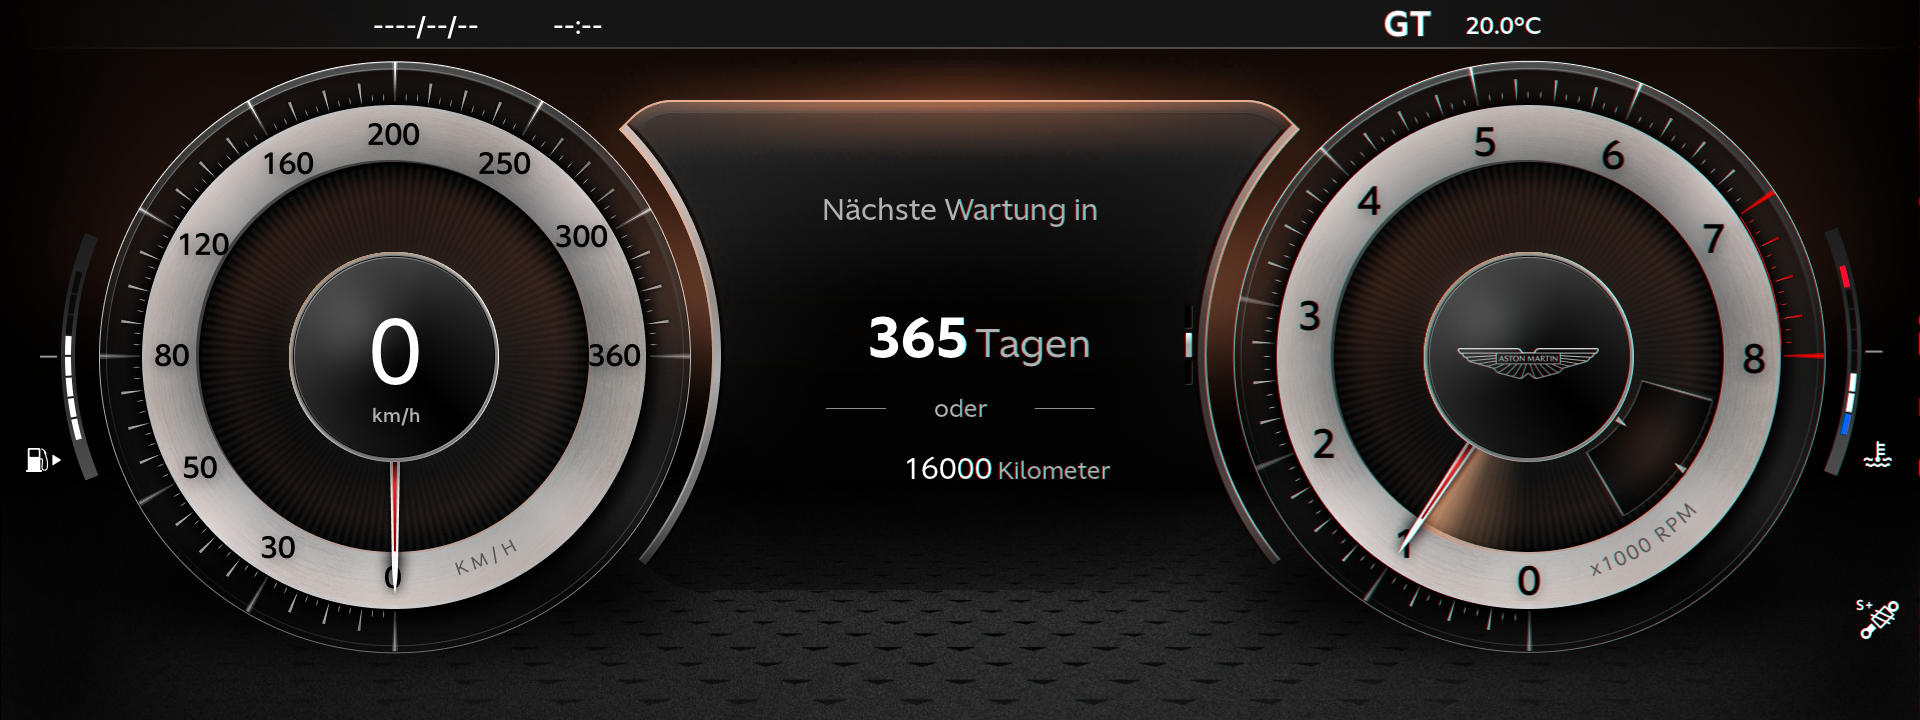 ----/--/--  --:--  GT  20.0°C
200
160
250
120
300
80
360
50
30
0
KM/H
0
km/h
Nächste Wartung in
365 Tagen
oder
16000 Kilometer
5
6
4
7
3
8
2
1
0
x1000 RPM
ASTON MARTIN
S+